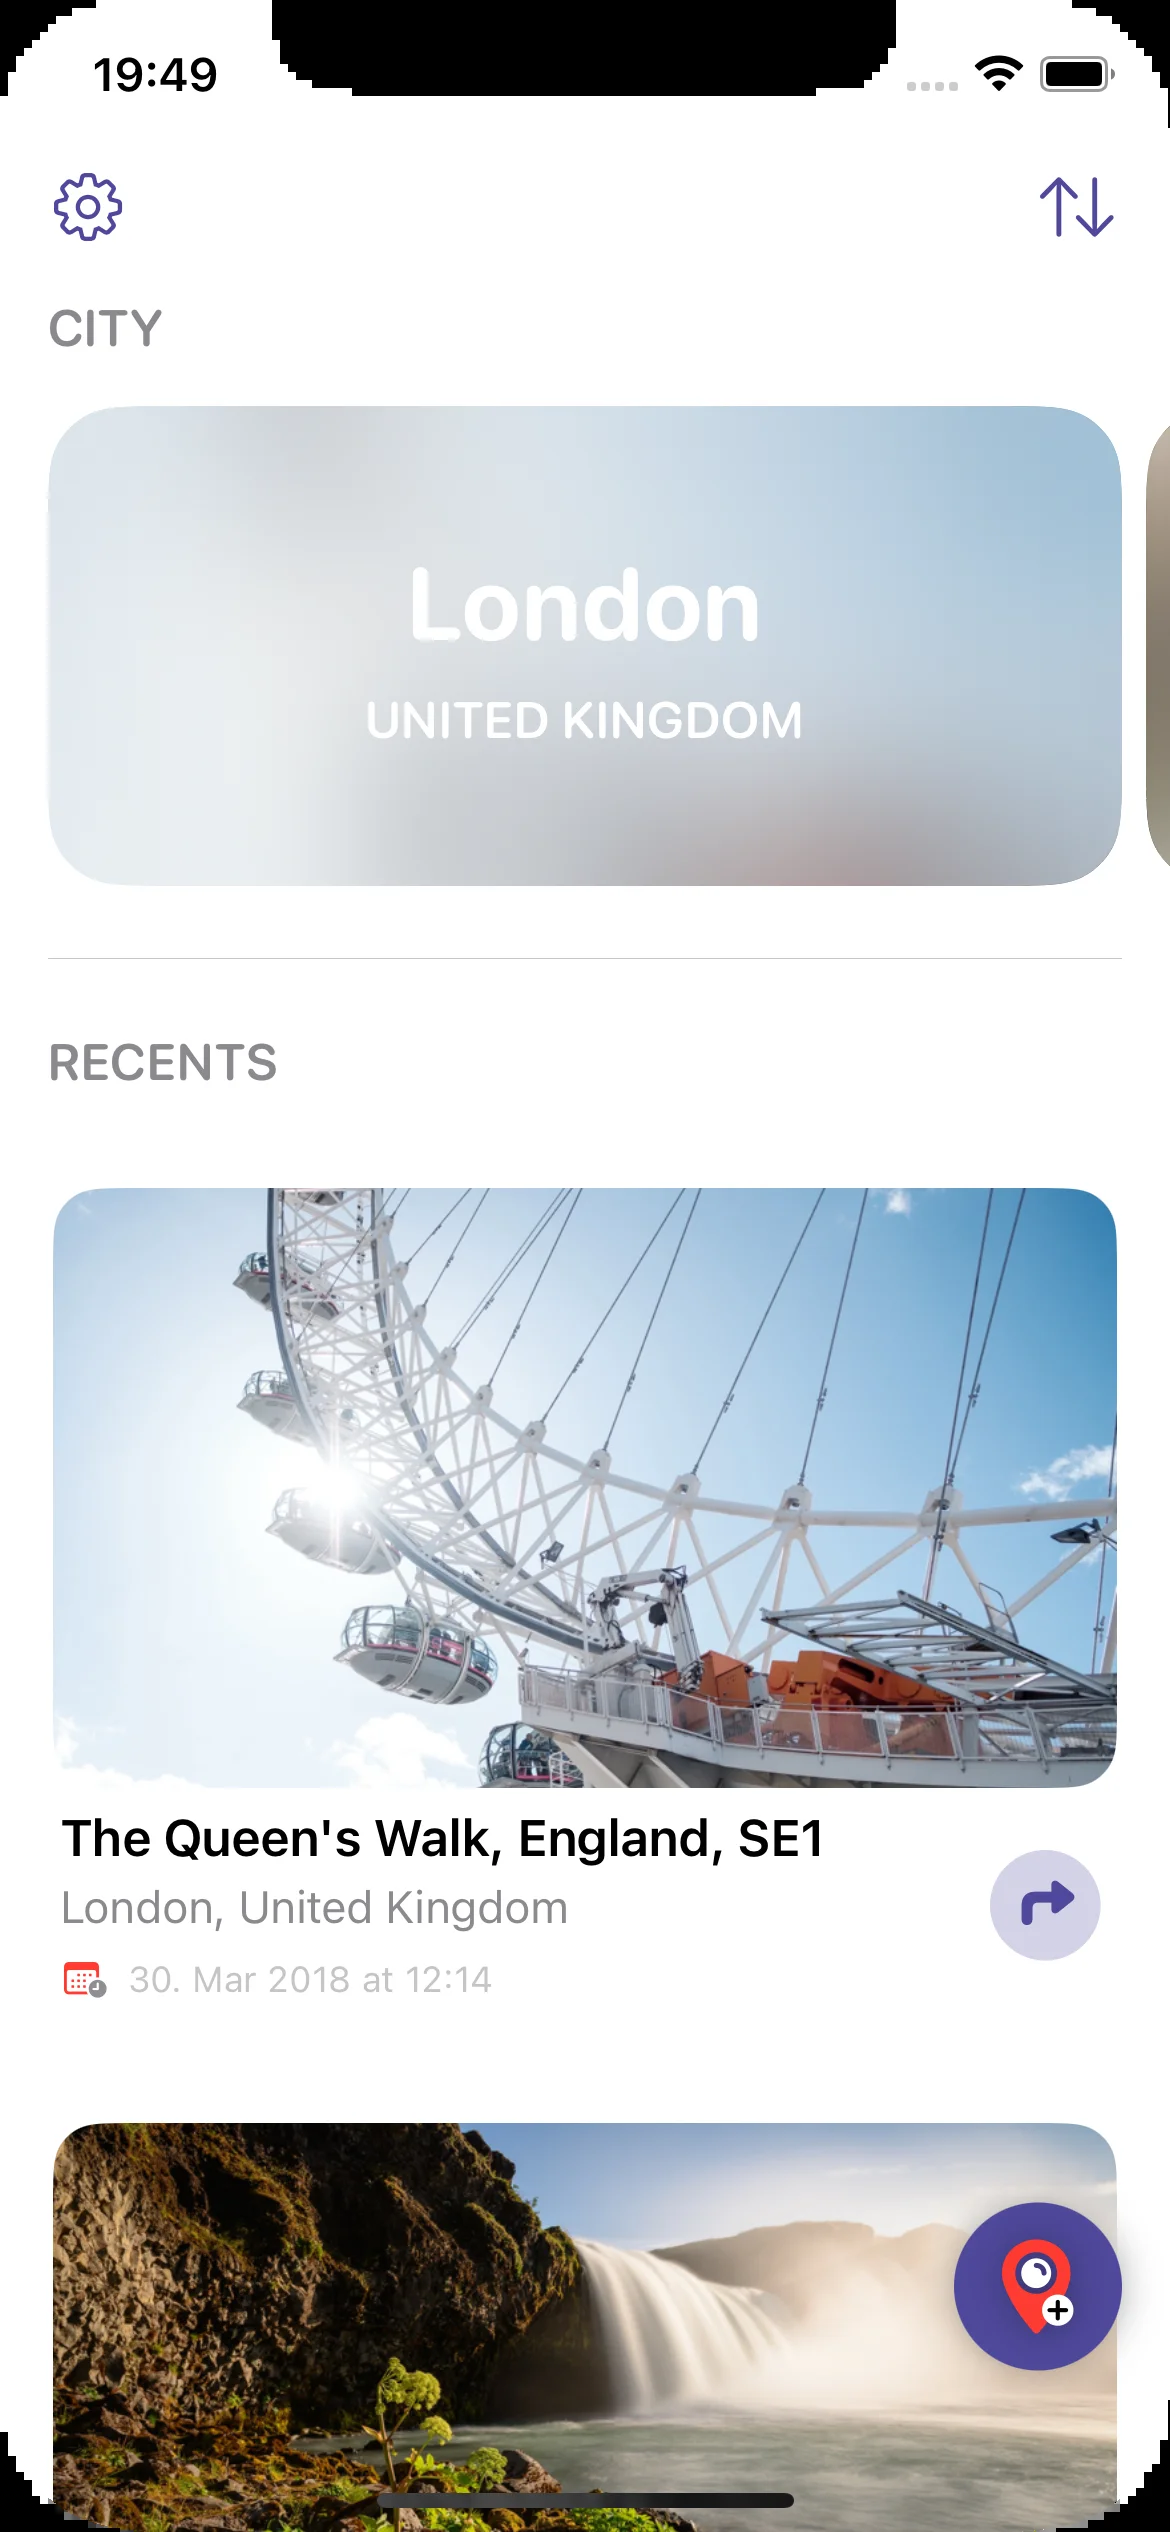 19:49
CITY
London
UNITED KINGDOM
RECENTS
The Queen's Walk, England, SE1
London, United Kingdom
30. Mar 2018 at 12:14